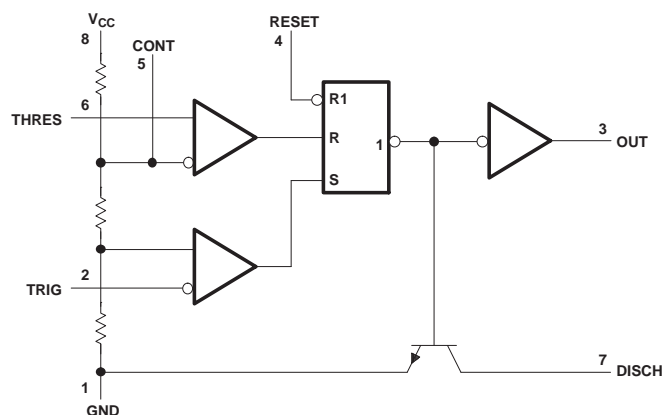 VCC
8
CONT
5
RESET
4
6
THRES
R1
R
1
S
3
OUT
2
TRIG
7
DISCH
1
GND